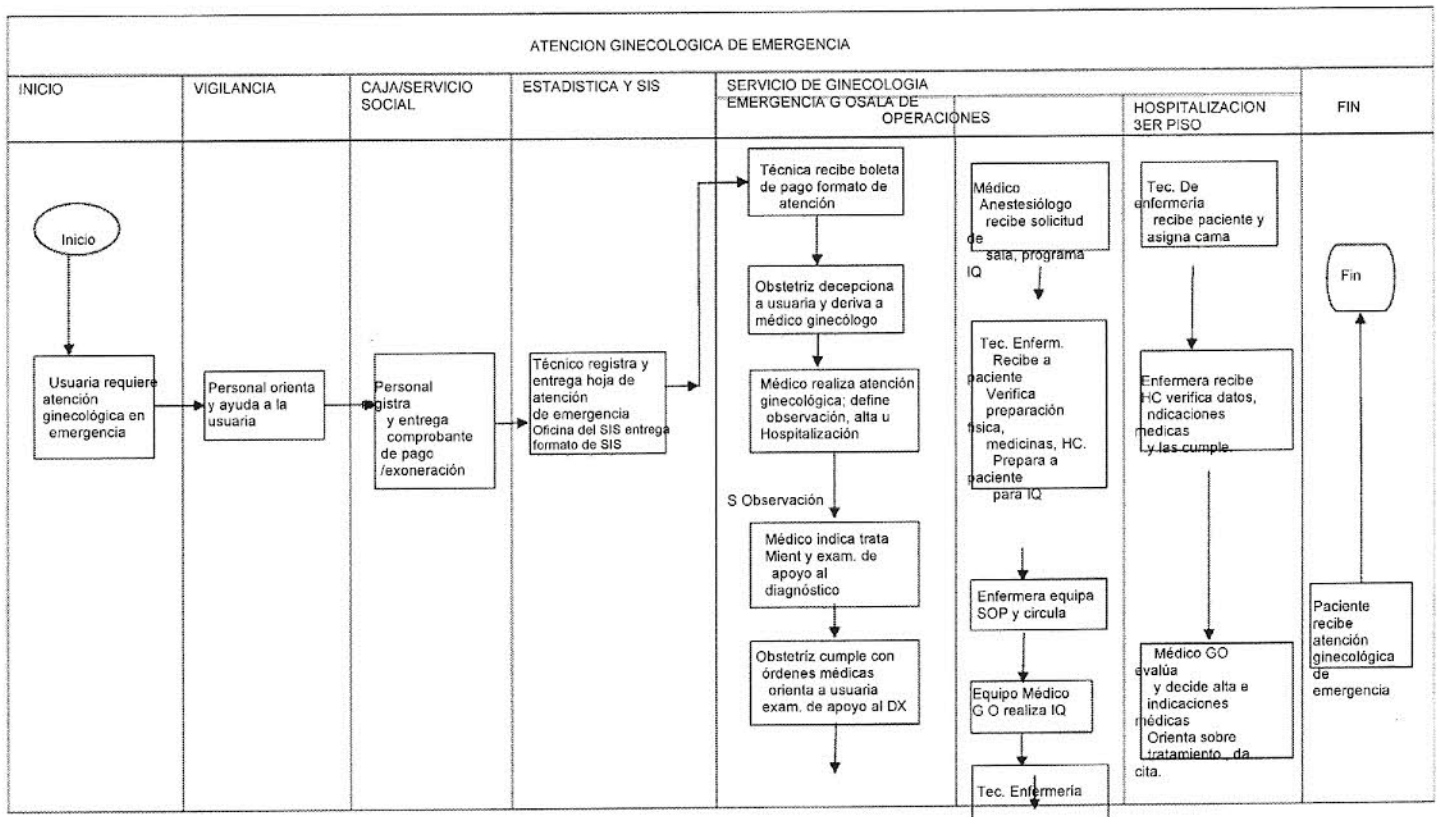 ATENCION GINECOLOGICA DE EMERGENCIA
INICIO
VIGILANCIA
CAJA/SERVICIO
SOCIAL
ESTADISTICA Y SIS
SERVICIO DE GINECOLOGIA
EMERGENCIA G OSALA DE
OPERACIONES
HOSPITALIZACION
3ER PISO
FIN
Inicio
Usuaria requiere
atención
ginecológica en
emergencia
Personal orienta
y ayuda a la
usuaria
Personal
registra
y entrega
comprobante
de pago
/exoneración
Técnico registra y
entrega hoja de
atención
de emergencia
Oficina del SIS entrega
formato de SIS
Técnica recibe boleta
de pago formato de
atención
Obstetriz decepciona
a usuaria y deriva a
médico ginecólogo
Médico realiza atención
ginecológica; define
observación, alta u
Hospitalización
S Observación
Médico indica trata
Mient y exam. de
apoyo al
diagnóstico
Obstetríz cumple con
órdenes médicas
orienta a usuaria
exam. de apoyo al DX
Médico
Anestesiólogo
recibe solicitud
de
sala, programa
IQ
Tec. Enferm.
Recibe a
paciente
Verifica
preparación
física,
medicinas, HC.
Prepara a
paciente
para IQ
Enfermera equipa
SOP y circula
Equipo Médico
G O realiza IQ
Tec. Enfermeria
Tec. De
enfermería
recibe paciente y
asigna cama
Enfermera recibe
HC verifica datos,
ndicaciones
medicas
y las cumple.
Médico GO
evalúa
y decide alta e
indicaciones
médicas
Orienta sobre
tratamiento , da
cita.
Fin
Paciente
recibe
atención
ginecológica
de
emergencia